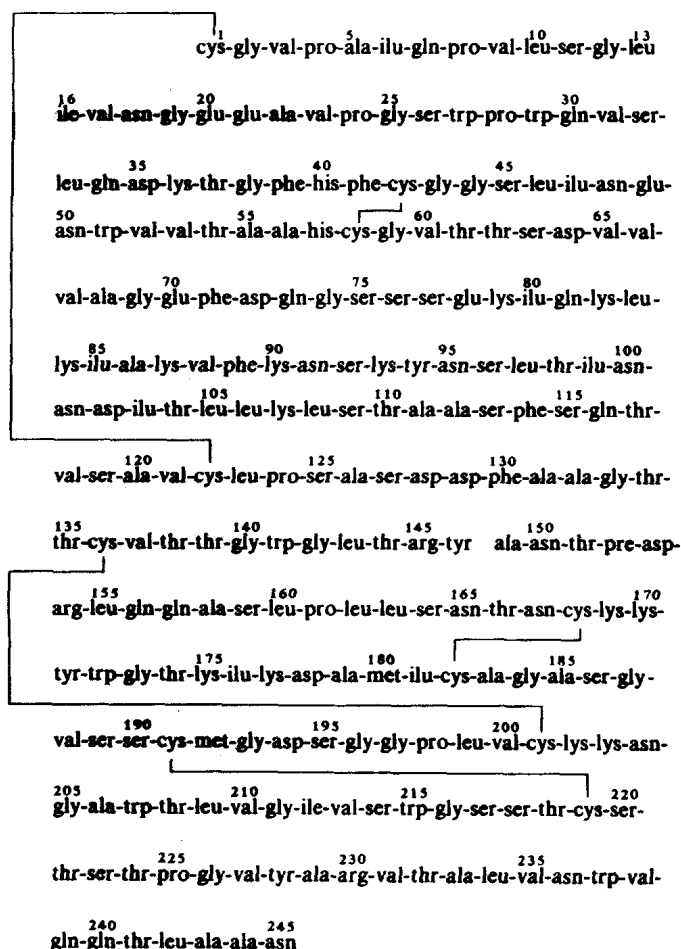 1 5 10 13
cys-gly-val-pro-ala-ilu-gln-pro-val-leu-ser-gly-leu
16 20 25 30
ile-val-asn-gly-glu-glu-ala-val-pro-gly-ser-trp-pro-trp-gln-val-ser-
35 40 45
leu-gln-asp-lys-thr-gly-phe-his-phe-cys-gly-gly-ser-leu-ilu-asn-glu-
50 55 60 65
asn-trp-val-val-thr-ala-ala-his-cys-gly-val-thr-thr-ser-asp-val-val-
70 75 80
val-ala-gly-glu-phe-asp-gln-gly-ser-ser-ser-glu-lys-ilu-gln-lys-leu-
85 90 95 100
lys-ilu-ala-lys-val-phe-lys-asn-ser-lys-tyr-asn-ser-leu-thr-ilu-asn-
105 110 115
asn-asp-ilu-thr-leu-leu-lys-leu-ser-thr-ala-ala-ser-phe-ser-gln-thr-
120 125 130
val-ser-ala-val-cys-leu-pro-ser-ala-ser-asp-asp-phe-ala-ala-gly-thr-
135 140 145 150
thr-cys-val-thr-thr-gly-trp-gly-leu-thr-arg-tyr ala-asn-thr-pre-asp-
155 160 165 170
arg-leu-gln-gln-ala-ser-leu-pro-leu-leu-ser-asn-thr-asn-cys-lys-lys-
175 180 185
tyr-trp-gly-thr-lys-ilu-lys-asp-ala-met-ilu-cys-ala-gly-ala-ser-gly-
190 195 200
val-ser-ser-cys-met-gly-asp-ser-gly-gly-pro-leu-val-cys-lys-lys-asn-
205 210 215 220
gly-ala-trp-thr-leu-val-gly-ile-val-ser-trp-gly-ser-ser-thr-cys-ser-
225 230 235
thr-ser-thr-pro-gly-val-tyr-ala-arg-val-thr-ala-leu-val-asn-trp-val-
240 245
gln-gln-thr-leu-ala-ala-asn